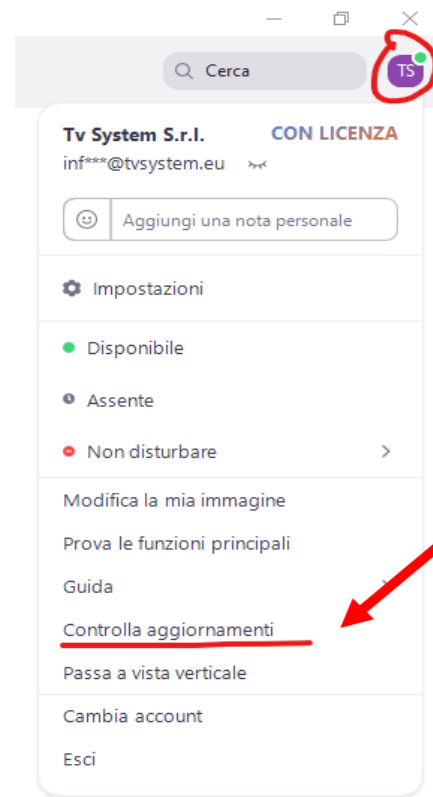 Cerca
TS
Tv System S.r.l. CON LICENZA
inf***@tvsystem.eu
Aggiungi una nota personale
Impostazioni
Disponibile
Assente
Non disturbare
Modifica la mia immagine
Prova le funzioni principali
Guida
Controlla aggiornamenti
Passa a vista verticale
Cambia account
Esci